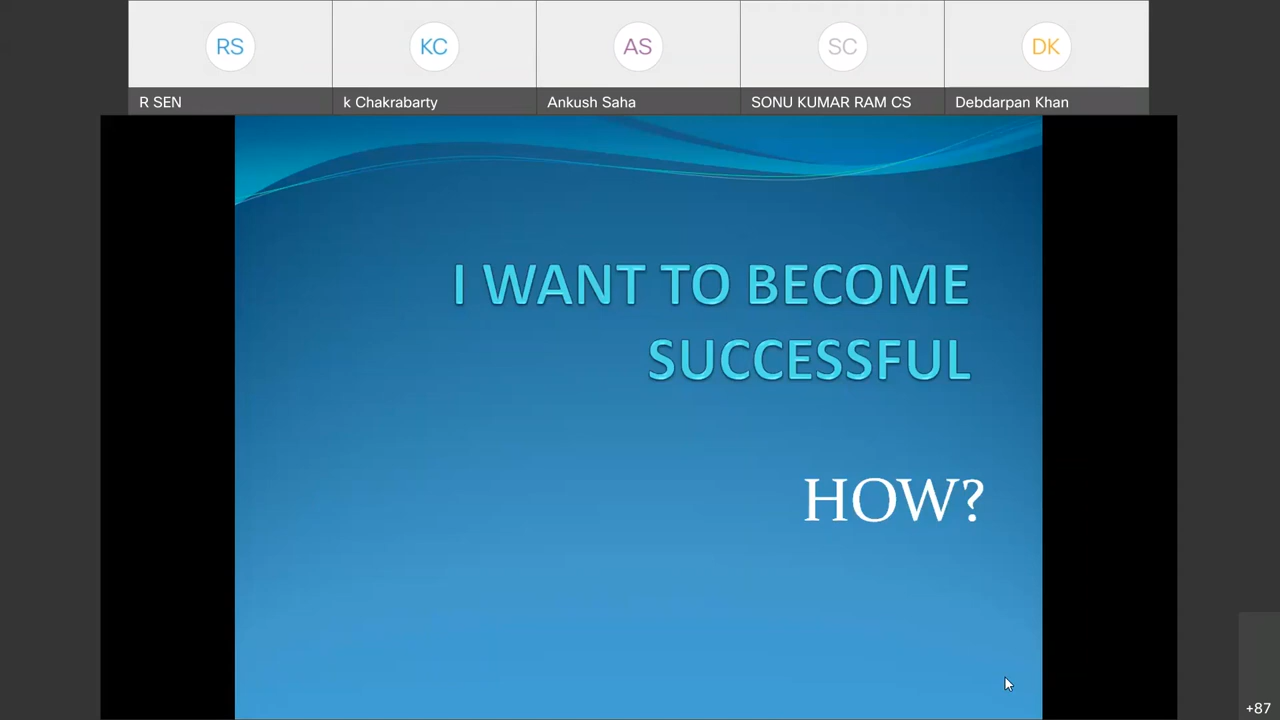 RS KC AS SC DK
R SEN k Chakrabarty Ankush Saha SONU KUMAR RAM CS Debdarpan Khan
I WANT TO BECOME
SUCCESSFUL
HOW?
+87